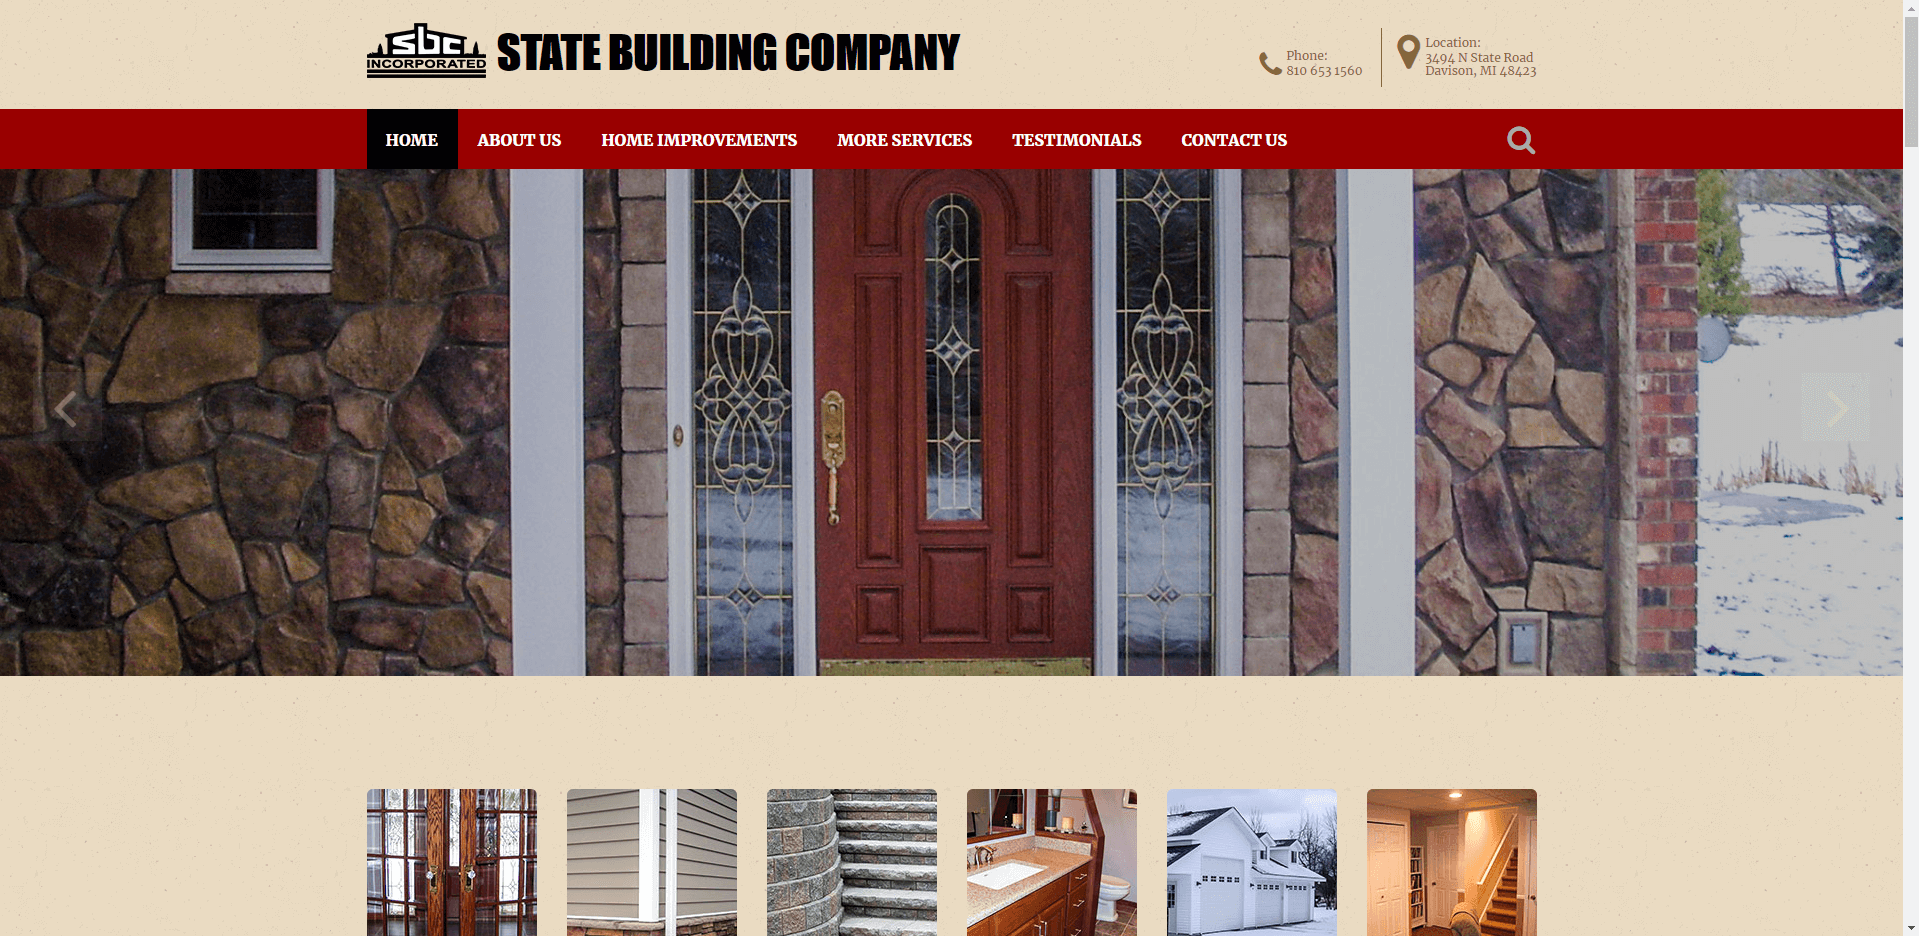 sbc
INCORPORATED
STATE BUILDING COMPANY
Phone:
810 653 1560
Location:
3494 N State Road
Davison, MI 48423
HOME ABOUT US HOME IMPROVEMENTS MORE SERVICES TESTIMONIALS CONTACT US